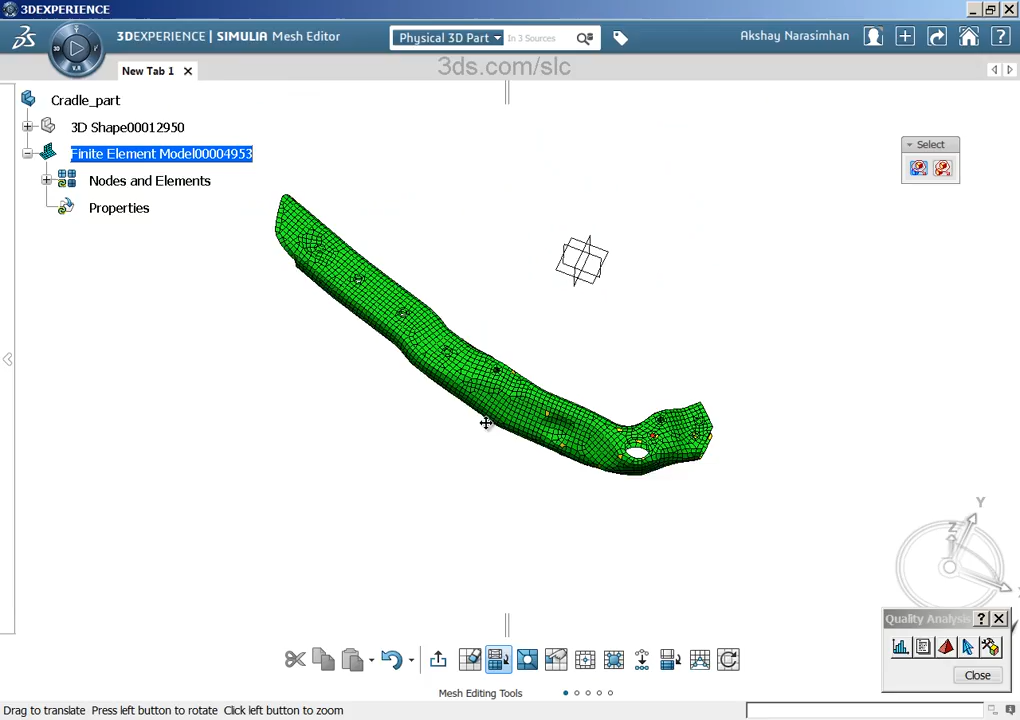 3DEXPERIENCE
3DEXPERIENCE | SIMULIA Mesh Editor
Physical 3D Part
In 3 Sources
Akshay Narasimhan
3D
V.R
New Tab 1
3ds.com/slc
Cradle_part
3D Shape00012950
Finite Element Model00004953
Nodes and Elements
Properties
Select
Y
Z
Quality Analysis
Close
Mesh Editing Tools
Drag to translate Press left button to rotate Click left button to zoom